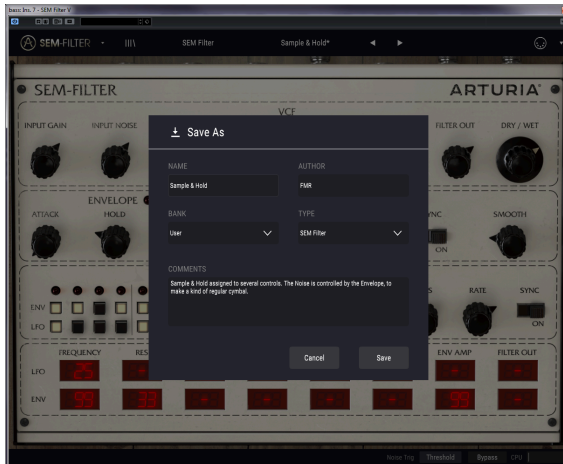 basic Ins. 7 - SEM Filter V
SEM-FILTER SEM Filter Sample & Hold*
SEM-FILTER ARTURIA
VCF
INPUT GAIN INPUT NOISE FILTER OUT DRY / WET
Save As
NAME AUTHOR
Sample & Hold FMR
BANK TYPE
User SEM Filter
COMMENTS
Sample & Hold assigned to several controls. The Noise is controlled by the Envelope, to
make a kind of regular cymbal.
Cancel Save
ENVELOPE
ATTACK HOLD SMOOTH
ON
RATE SYNC
ENV
LFO ON
FREQUENCY ENV AMP FILTER OUT
LFO 25
ENV 99 33 99
Noise Trig Threshold Bypass CPU